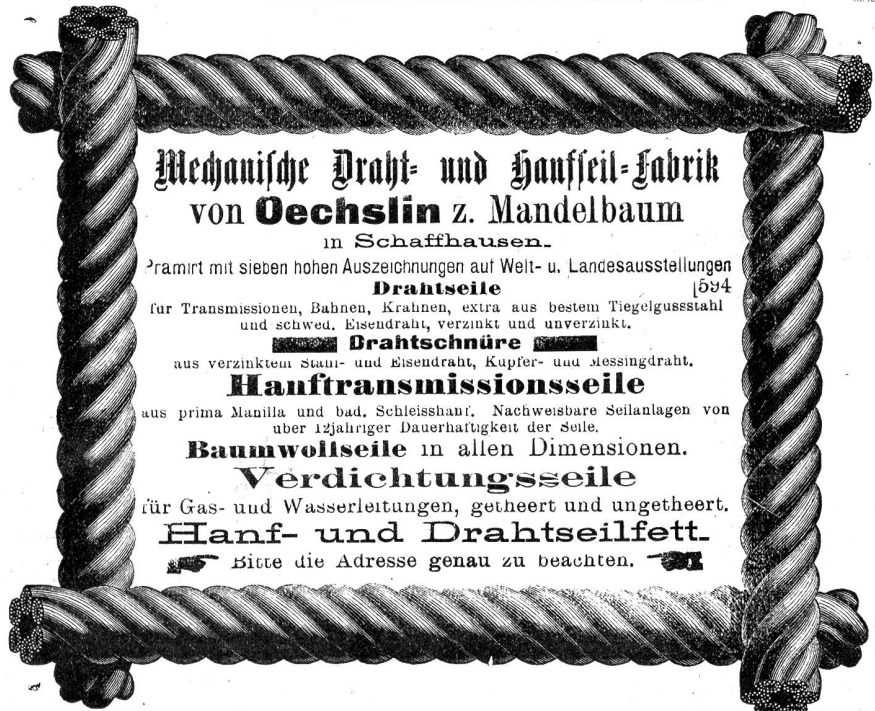 Mechanische Draht- und Hanfseil-Fabrik
von Oechslin z. Mandelbaum
in Schaffhausen.
Prämirt mit sieben hohen Auszeichnungen auf Welt- u. Landesausstellungen
Drahtseile [594
für Transmissionen, Bahnen, Krahnen, extra aus bestem Tiegelgussstahl
und schwed. Eisendraht, verzinkt und unverzinkt.
Drahtschnüre
aus verzinktem Stahl- und Eisendraht, Kupfer- und Messingdraht.
Hanftransmissionsseile
aus prima Manilla und bad. Schleisshanf. Nachweisbare Seilanlagen von
über 12jähriger Dauerhaftigkeit der Seile.
Baumwollseile in allen Dimensionen.
Verdichtungsseile
für Gas- und Wasserleitungen, getheert und ungetheert.
Hanf- und Drahtseilfett.
Bitte die Adresse genau zu beachten.